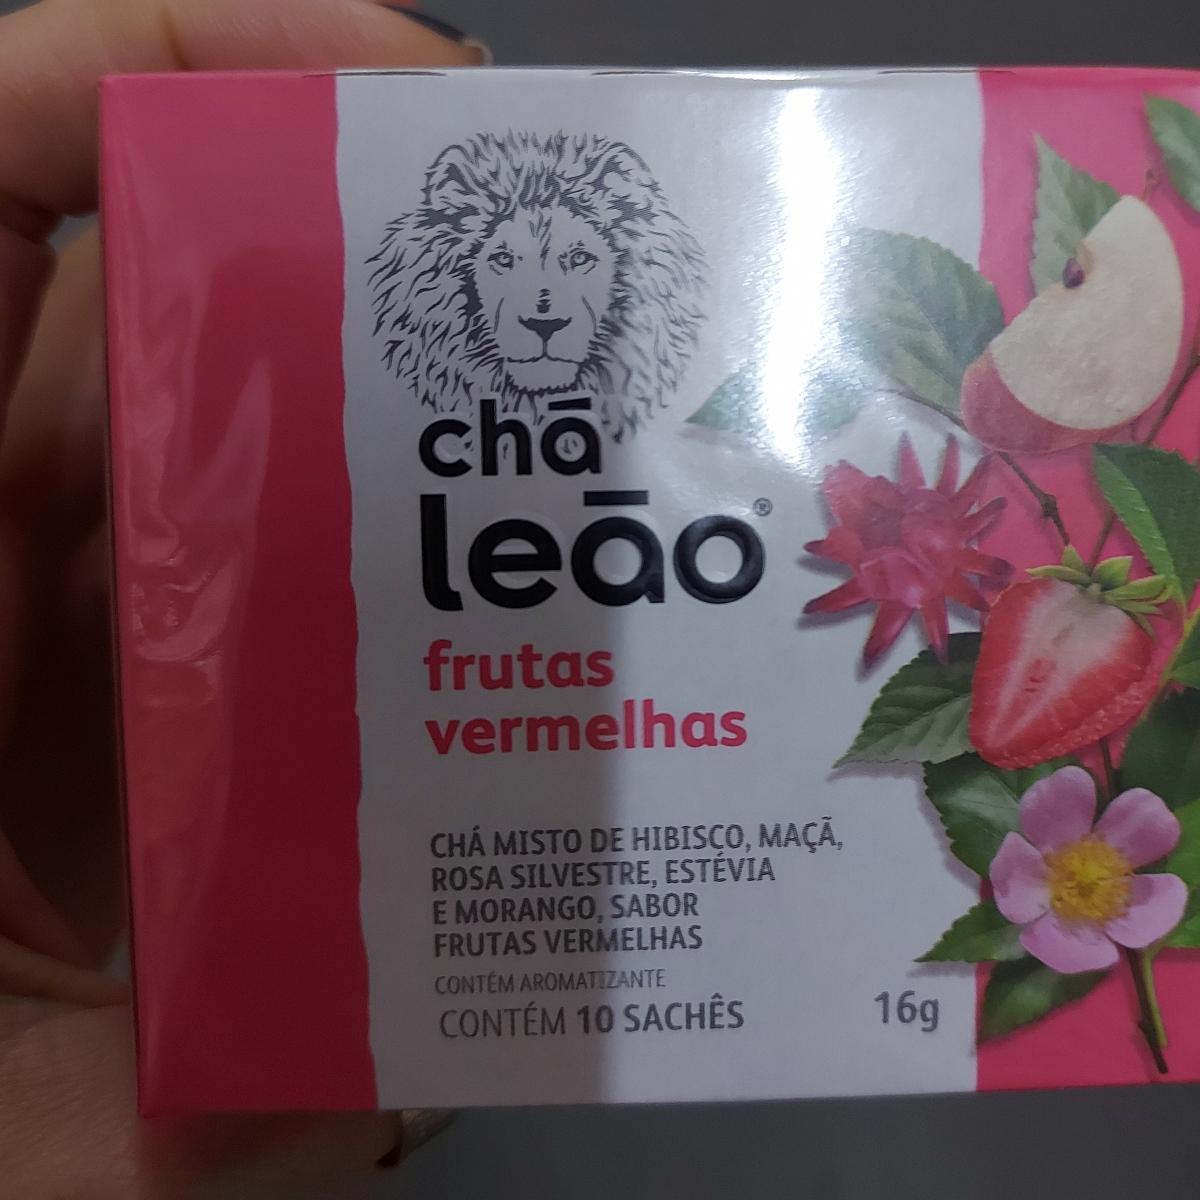 chá
leão®
frutas
vermelhas
CHÁ MISTO DE HIBISCO, MAÇÃ,
ROSA SILVESTRE, ESTÉVIA
E MORANGO, SABOR
FRUTAS VERMELHAS
CONTÉM AROMATIZANTE
CONTÉM 10 SACHÊS
16g